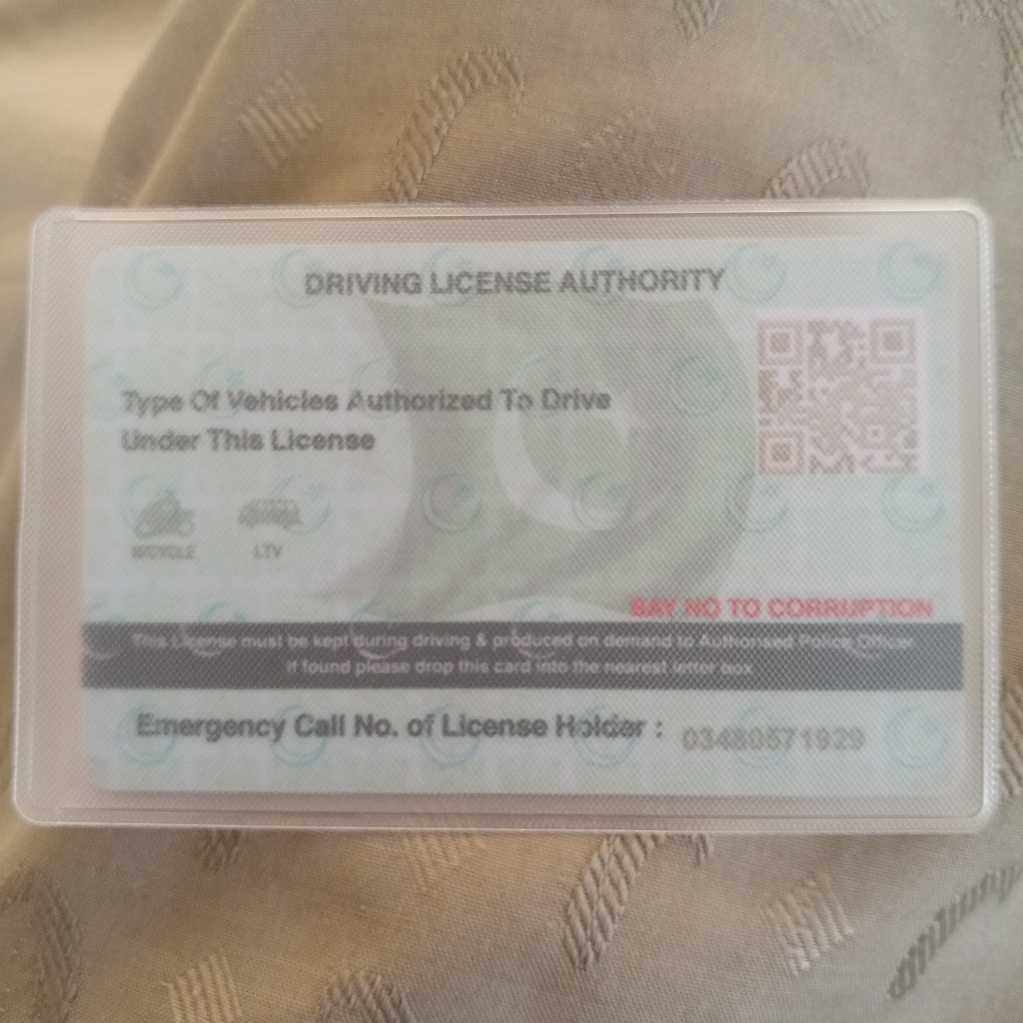 DRIVING LICENSE AUTHORITY
Type Of Vehicles Authorized To Drive
Under This License
M/CYCLE LTV
SAY NO TO CORRUPTION
This License must be kept during driving & produced on demand to Authorised Police Officer
If found please drop this card into the nearest letter box
Emergency Call No. of License Holder : 03480571929